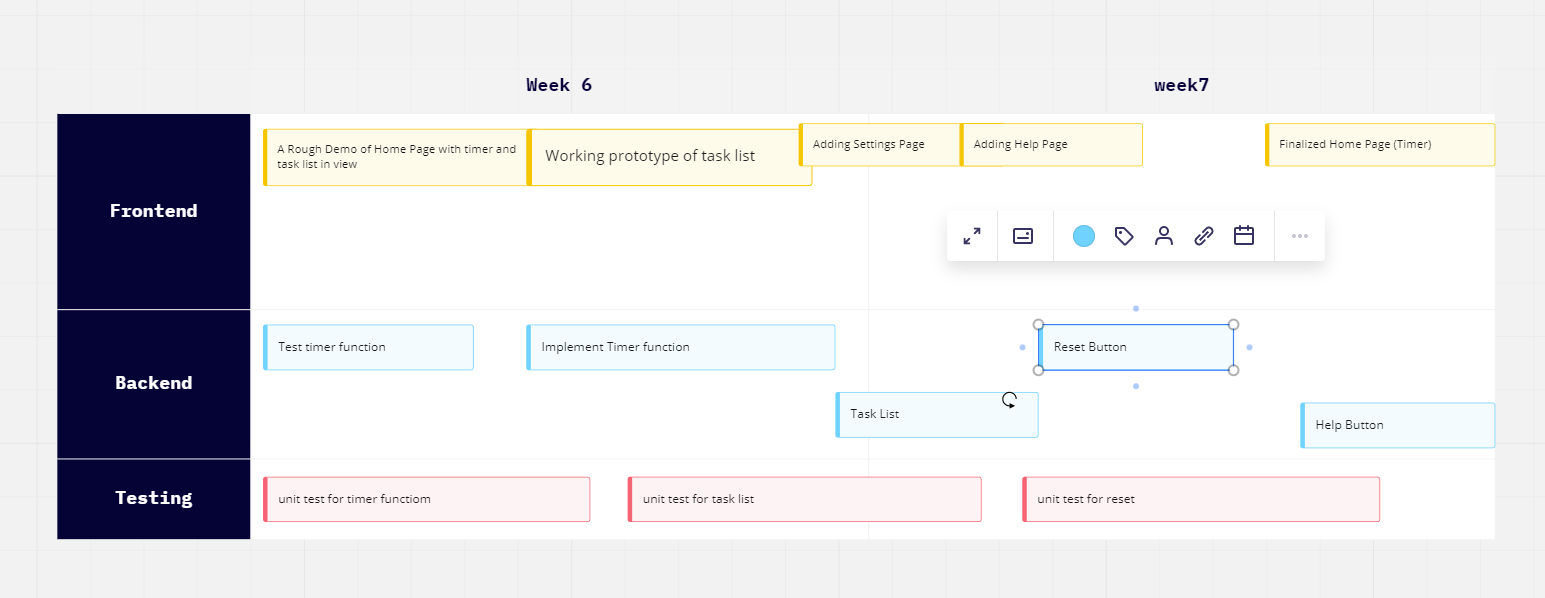 Week 6
week7
Frontend
A Rough Demo of Home Page with timer and
task list in view
Working prototype of task list
Adding Settings Page
Adding Help Page
Finalized Home Page (Timer)
Backend
Test timer function
Implement Timer function
Reset Button
Task List
Help Button
Testing
unit test for timer functiom
unit test for task list
unit test for reset